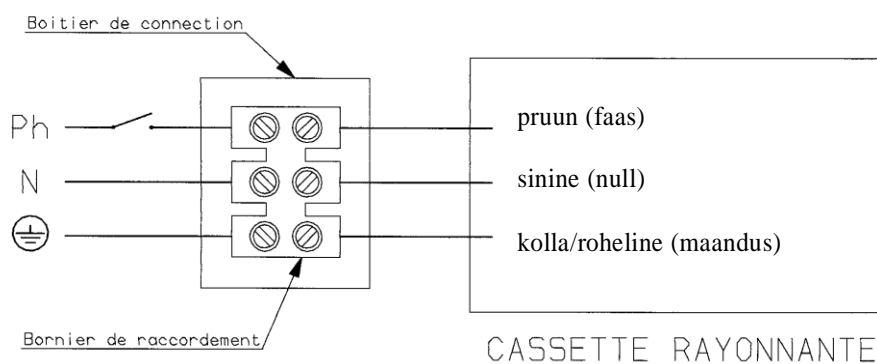 Boitier de connection
Ph
pruun (faas)
N
sinine (null)
kolla/roheline (maandus)
Bornier de raccordement
CASSETTE RAYONNANTE